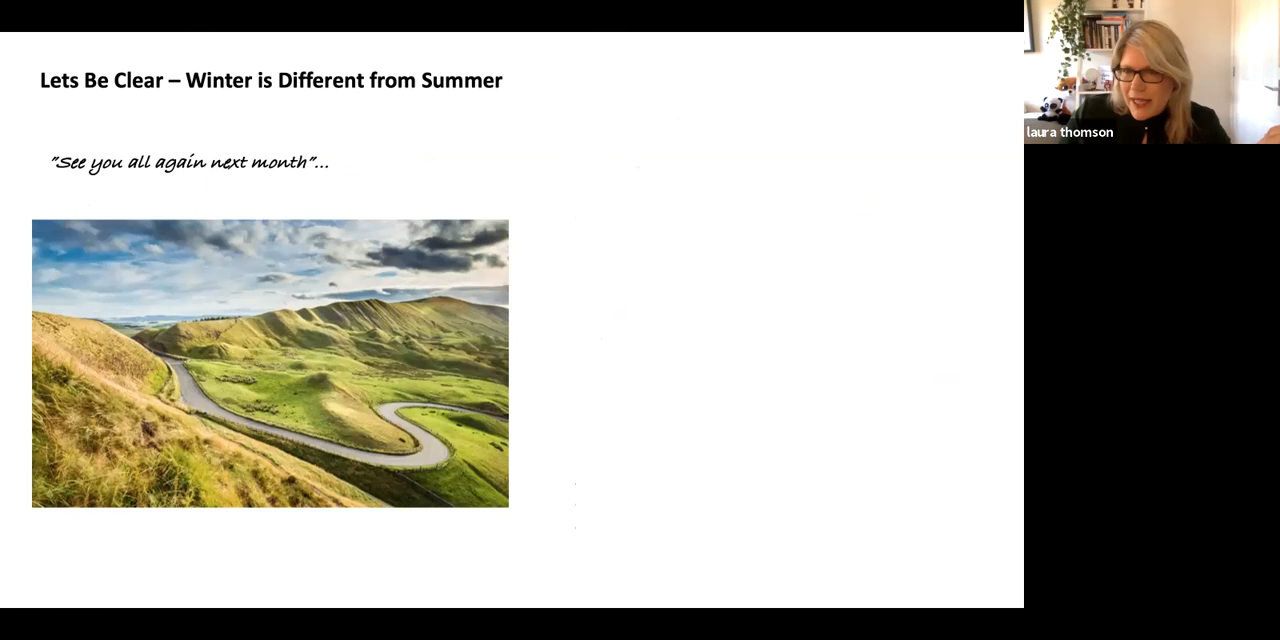 Lets Be Clear – Winter is Different from Summer
"See you all again next month"...
laura thomson